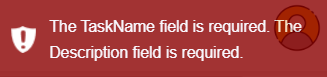 The TaskName field is required. The
Description field is required.